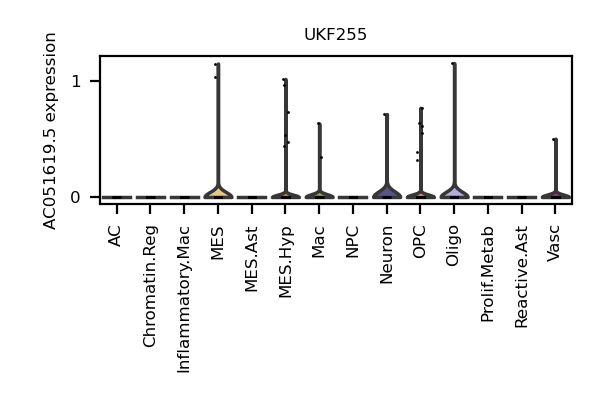 UKF255
AC051619.5 expression
1
0
AC
Chromatin.Reg
Inflammatory.Mac
MES
MES.Ast
MES.Hyp
Mac
NPC
Neuron
OPC
Oligo
Prolif.Metab
Reactive.Ast
Vasc